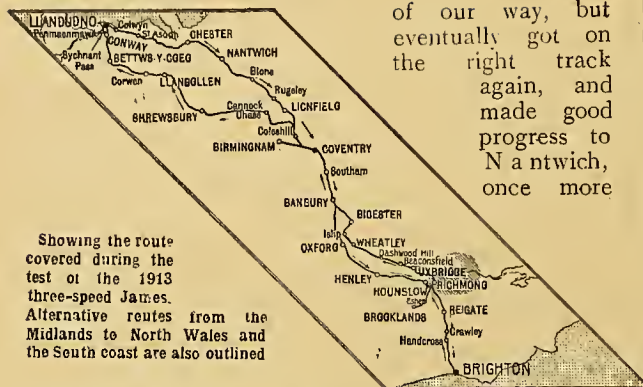 of our way, but
eventually got on
the right track
again, and
made good
progress to
Nantwich,
once more
LLANDUDNO
Colwyn
St Asaph
CHESTER
Penmaenmawr
CONWAY
NANTWICH
Sychnant
Pass
BETTWS-Y-COEG
Blone
Corwen
LLANGOLLEN
Rugeley
Cannock
Chase
LICHFIELD
SHREWSBURY
Coleshill
BIRMINGHAM
COVENTRY
Southam
BANBURY
BICESTER
Islip
OXFORD
WHEATLEY
Dashwood Hill
Beaconsfield
UXBRIDGE
HENLEY
RICHMOND
HOUNSLOW
Esher
BROOKLANDS
REIGATE
Crawley
Handcross
BRIGHTON
Showing the route
covered during the
test of the 1913
three-speed James.
Alternative routes from the
Midlands to North Wales and
the South coast are also outlined